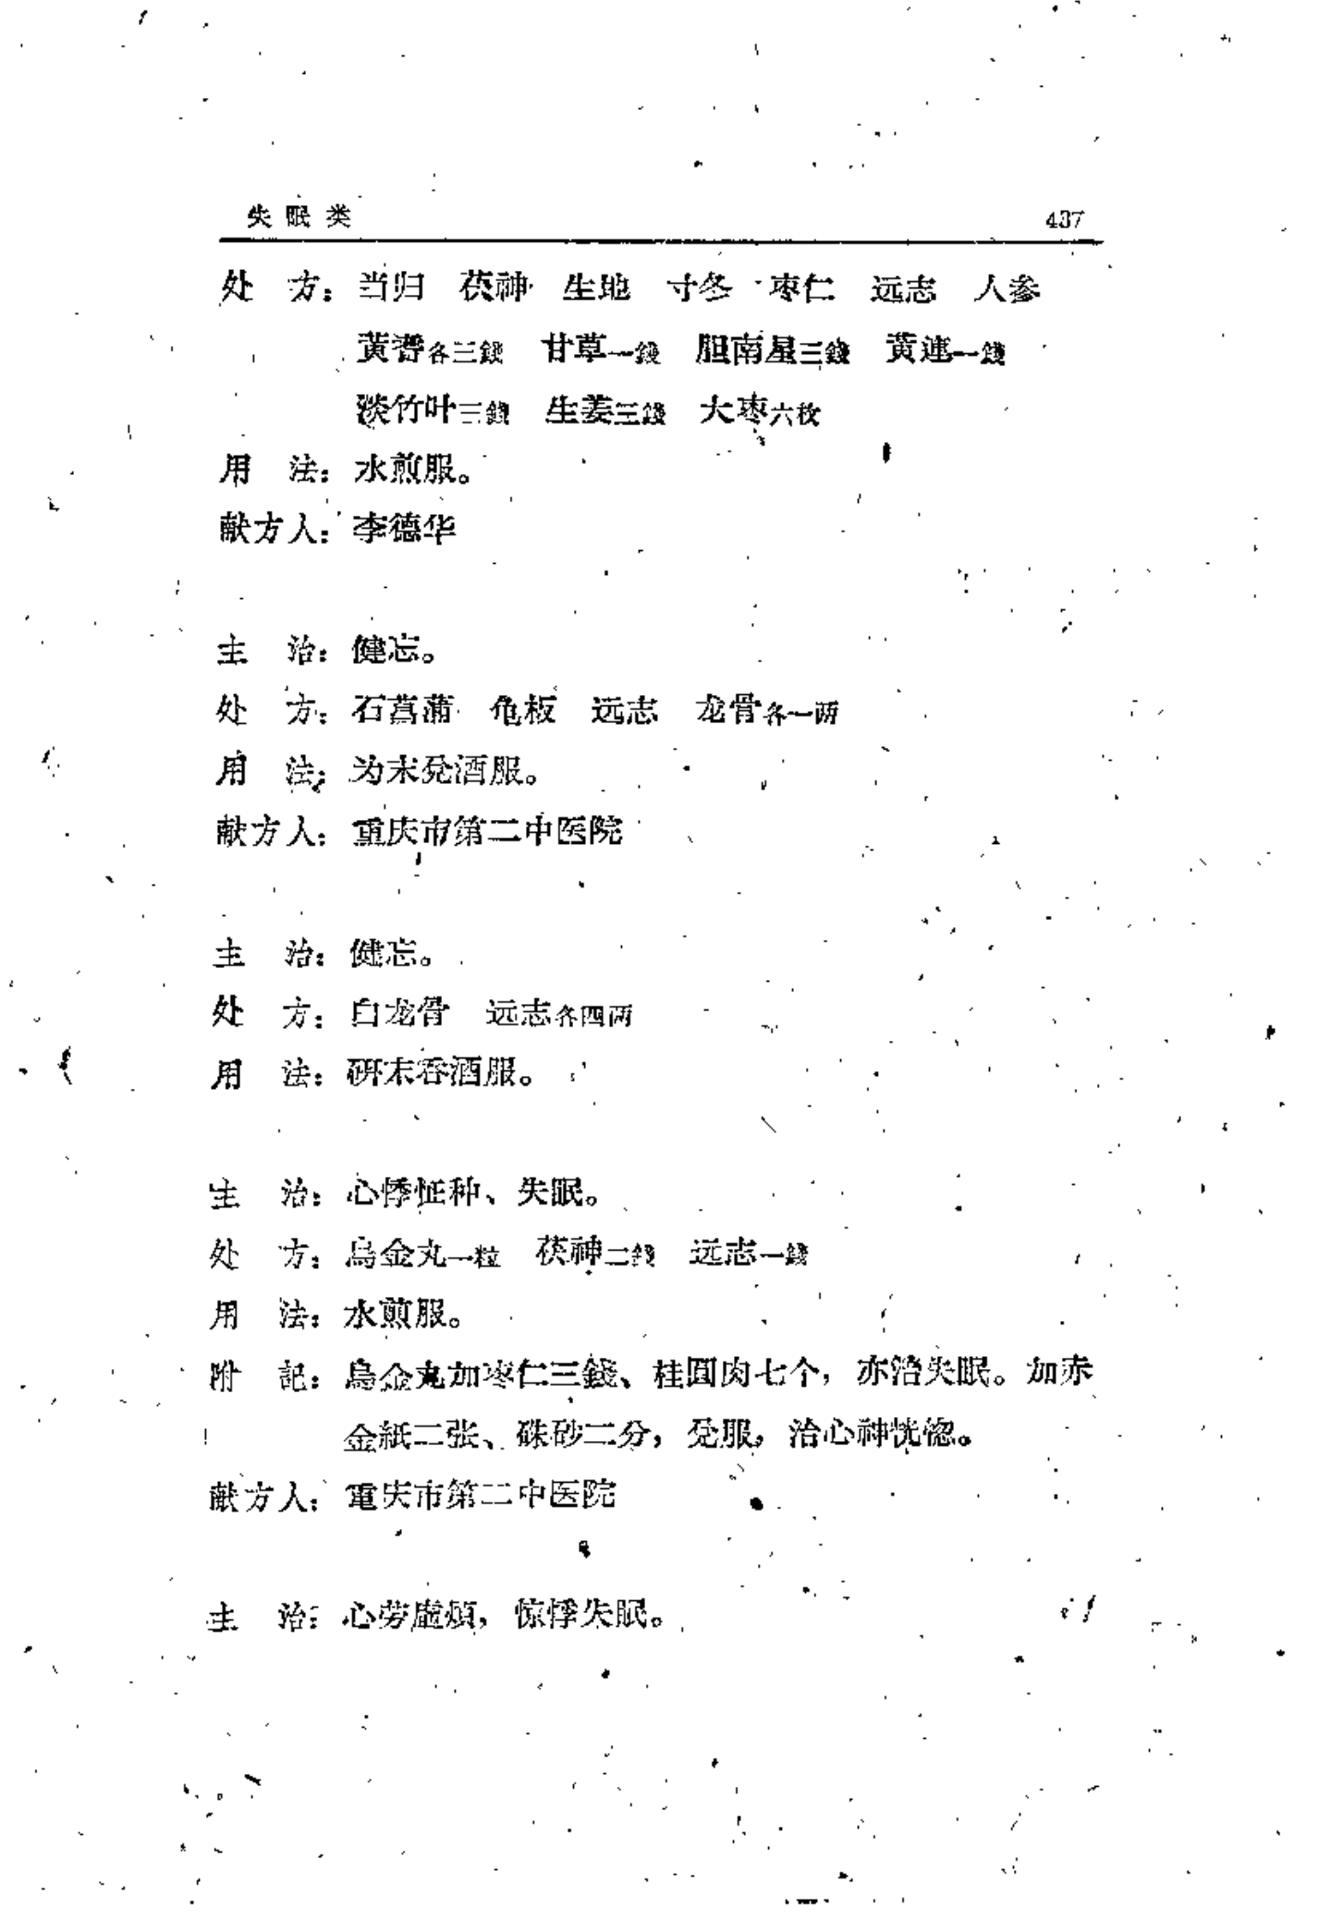 失眠类 437
处 方：当归 茯神 生地 寸冬 枣仁 远志 人参
黄耆各三錢 甘草一錢 胆南星三錢 黄連一錢
淡竹叶三錢 生姜三錢 大枣六枚
用 法：水煎服。
献方人：李德华
主 治：健忘。
处 方：石菖蒲 龟板 远志 龙骨各一两
用 法：为末兑酒服。
献方人：重庆市第二中医院
主 治：健忘。
处 方：白龙骨 远志各四两
用 法：研末吞酒服。
主 治：心悸怔忡、失眠。
处 方：烏金丸一粒 茯神二錢 远志一錢
用 法：水煎服。
附 記：烏金丸加枣仁三錢、桂圓肉七个，亦治失眠。加赤
金紙二张、硃砂二分，兑服，治心神恍惚。
献方人：重庆市第二中医院
主 治：心劳虛煩，惊悸失眠。